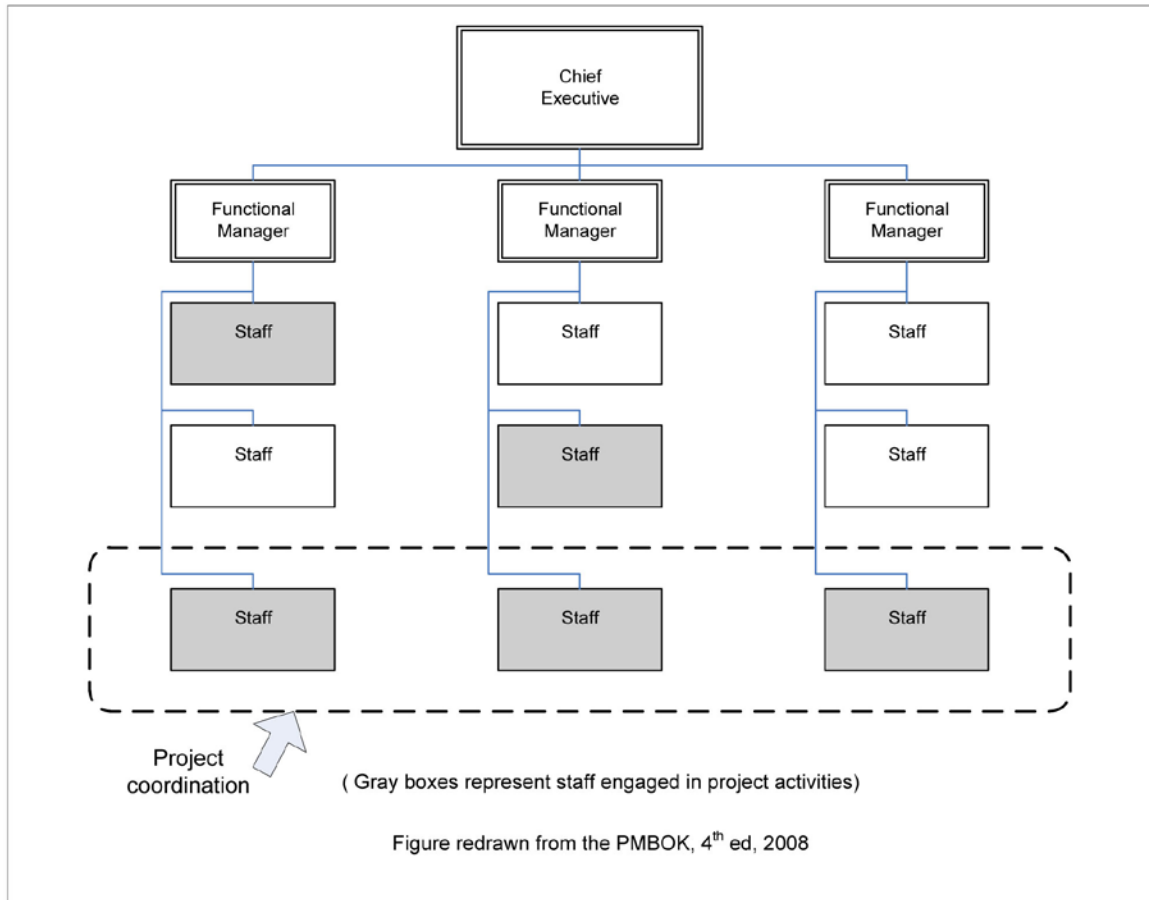 Chief
Executive
Functional
Manager
Functional
Manager
Functional
Manager
Staff
Staff
Staff
Staff
Staff
Staff
Staff
Staff
Staff
Project
coordination
( Gray boxes represent staff engaged in project activities)
Figure redrawn from the PMBOK, 4th ed, 2008